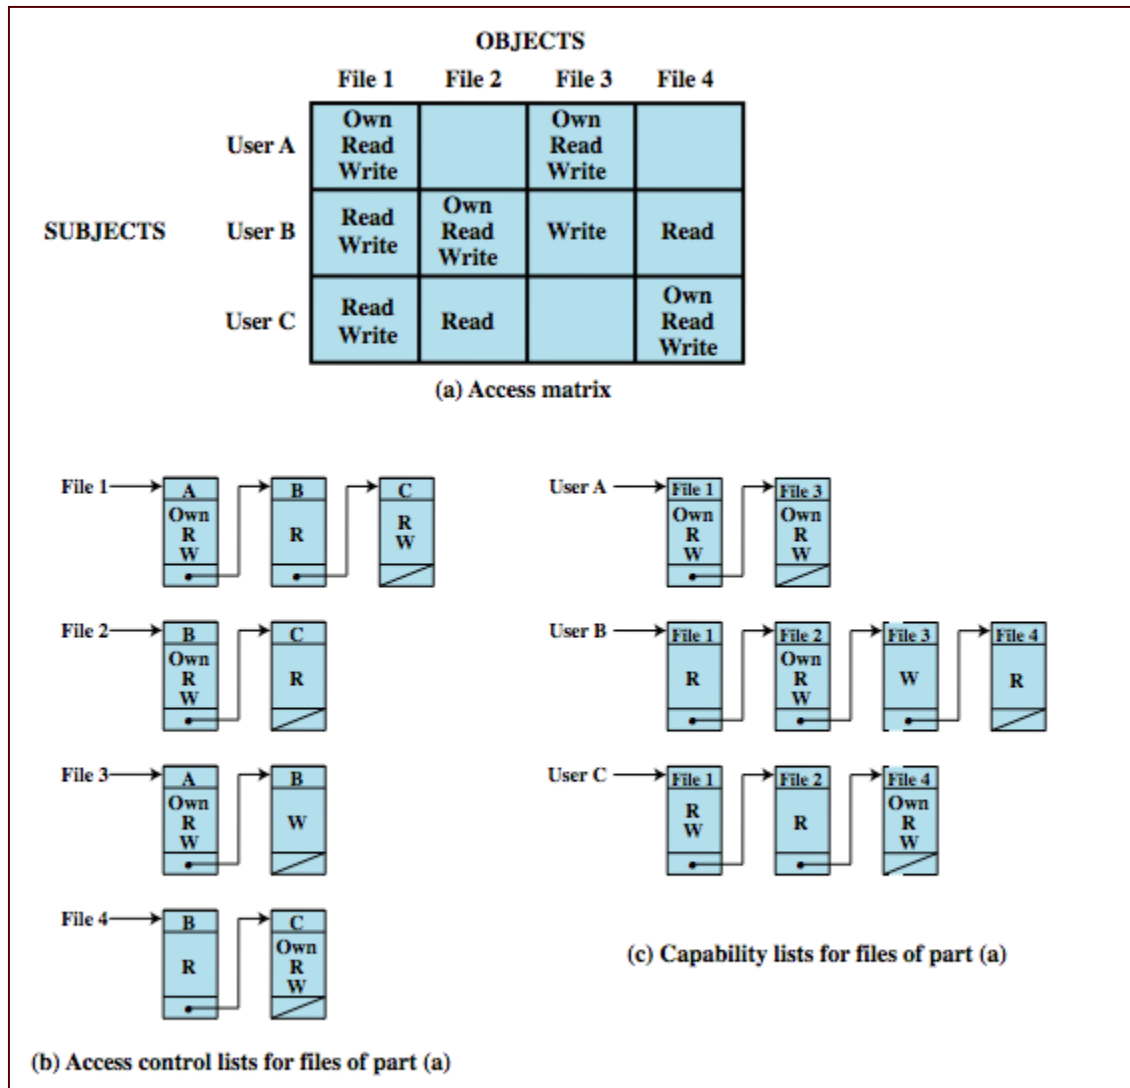 OBJECTS
File 1 File 2 File 3 File 4
SUBJECTS
User A
Own
Read
Write
Own
Read
Write
User B
Read
Write
Own
Read
Write
Write
Read
User C
Read
Write
Read
Own
Read
Write
(a) Access matrix
File 1
A
Own
R
W
B
R
C
R
W
File 2
B
Own
R
W
C
R
File 3
A
Own
R
W
B
W
File 4
B
R
C
Own
R
W
(b) Access control lists for files of part (a)
User A
File 1
Own
R
W
File 3
Own
R
W
User B
File 1
R
File 2
Own
R
W
File 3
W
File 4
R
User C
File 1
R
W
File 2
R
File 4
Own
R
W
(c) Capability lists for files of part (a)